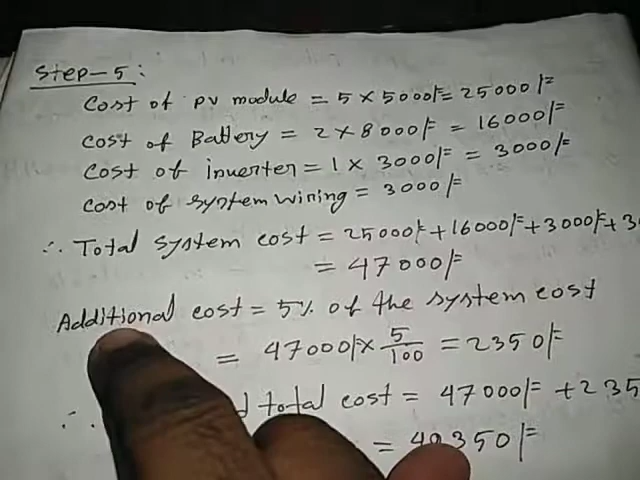 Step-5:
Cost of PV module = 5 × 5000/= = 25000/=
Cost of Battery = 2 × 8000/= = 16000/=
Cost of inverter = 1 × 3000/= = 3000/=
Cost of system wiring = 3000/=
∴ Total system cost = 25000/= + 16000/= + 3000/= + 3
= 47000/=
Additional cost = 5% of the system cost
= 47000/= × 5/100 = 2350/=
∴ total cost = 47000/= + 235
= 49350/=